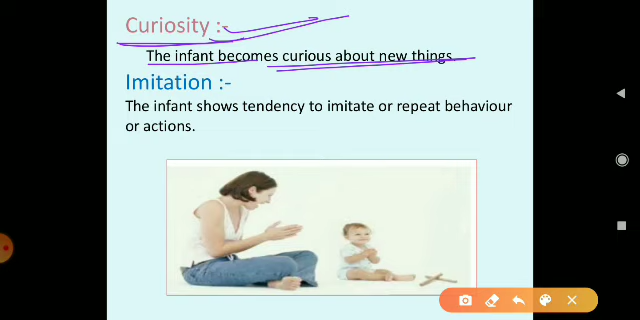 Curiosity :-
The infant becomes curious about new things.
Imitation :-
The infant shows tendency to imitate or repeat behaviour
or actions.